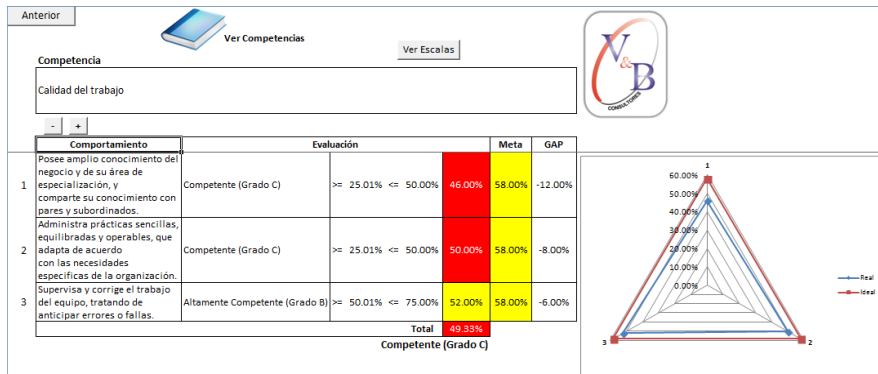 Anterior
Ver Competencias
Ver Escalas
V&B
CONSULTORES
Competencia
Calidad del trabajo
- +
Comportamiento Evaluación Meta GAP
Posee amplio conocimiento del
negocio y de su área de
especialización, y
comparte su conocimiento con
pares y subordinados.
1 Competente (Grado C) >= 25.01% <= 50.00% 46.00% 58.00% -12.00%
Administra prácticas sencillas,
equilibradas y operables, que
adapta de acuerdo
con las necesidades
especificas de la organización.
2 Competente (Grado C) >= 25.01% <= 50.00% 50.00% 58.00% -8.00%
Supervisa y corrige el trabajo
del equipo, tratando de
anticipar errores o fallas.
3 Altamente Competente (Grado B) >= 50.01% <= 75.00% 52.00% 58.00% -6.00%
Total 49.33%
Competente (Grado C)
1
60.00%
50.00%
40.00%
30.00%
20.00%
10.00%
0.00%
3 2
Real
Ideal